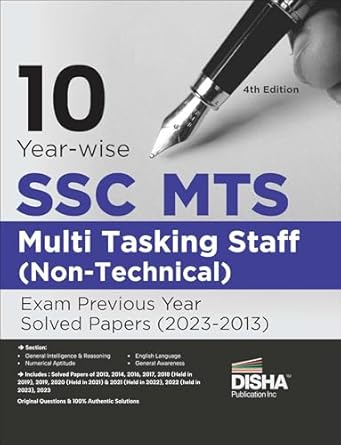 10
4th Edition
Year-wise
SSC MTS
Multi Tasking Staff
(Non-Technical)
Exam Previous Year
Solved Papers (2023-2013)
➔ Section:
• General Intelligence & Reasoning
• English Language
• Numerical Aptitude
• General Awareness
➔ Includes : Solved Papers of 2013, 2014, 2016, 2017, 2018 (Held in
2019), 2019, 2020 (Held in 2021) & 2021 (Held in 2022), 2022 (held in
2023), 2023
Original Questions & 100% Authentic Solutions
DISHA™
Publication Inc